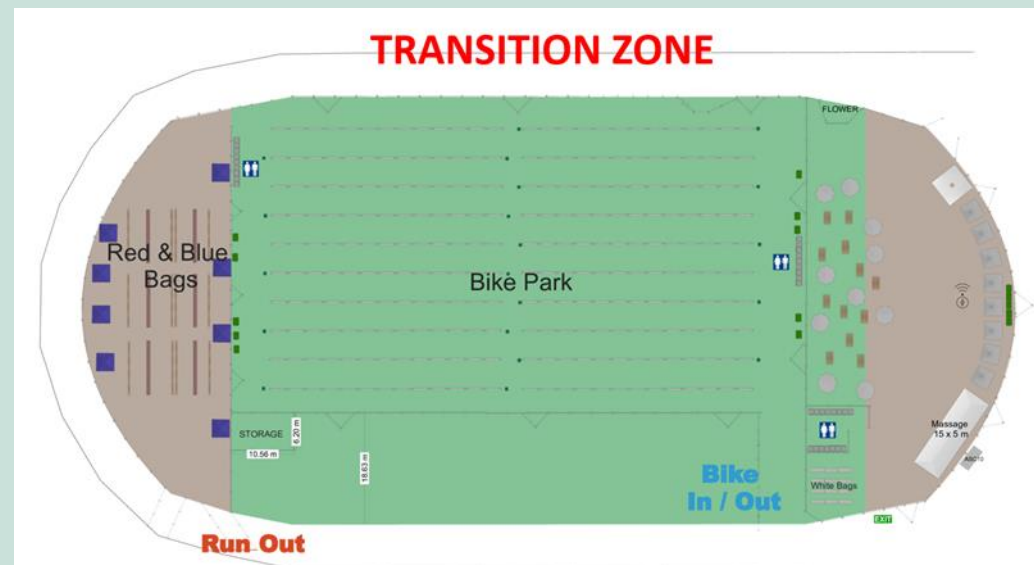 TRANSITION ZONE
FLOWER
Red & Blue
Bags
Bike Park
STORAGE
6.20 m
10.56 m
18.63 m
Massage
15 x 5 m
Bike
In / Out
White Bags
EXIT
Run Out